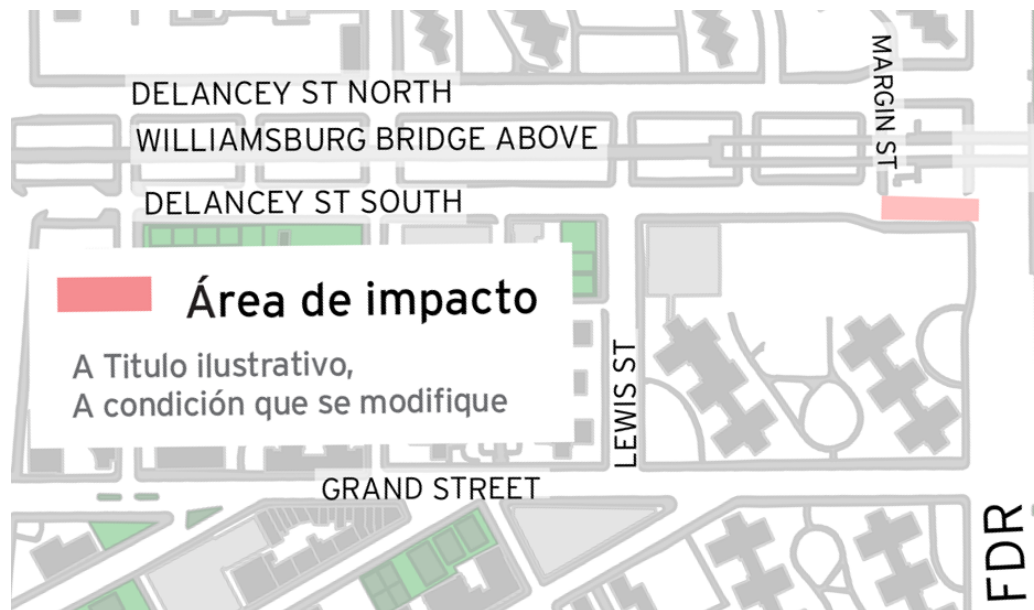 MARGIN ST
DELANCEY ST NORTH
WILLIAMSBURG BRIDGE ABOVE
DELANCEY ST SOUTH
Área de impacto
A Titulo ilustrativo,
A condición que se modifique
LEWIS ST
GRAND STREET
FDR